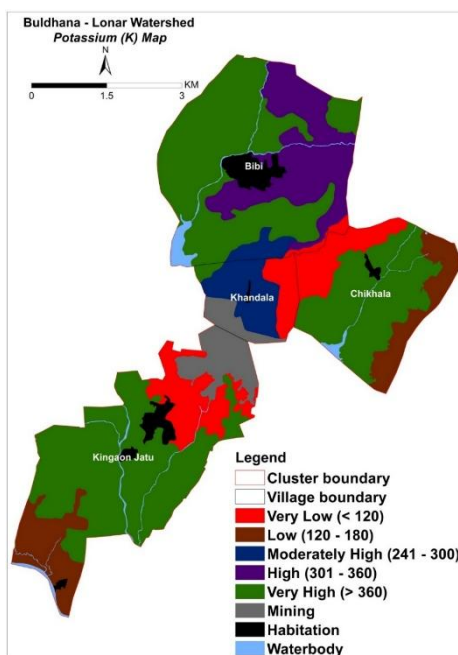 Buldhana - Lonar Watershed
Potassium (K) Map
N
KM
0 1.5 3
Bibi
Khandala
Chikhala
Kingaon Jatu
Legend
Cluster boundary
Village boundary
Very Low (< 120)
Low (120 - 180)
Moderately High (241 - 300)
High (301 - 360)
Very High (> 360)
Mining
Habitation
Waterbody